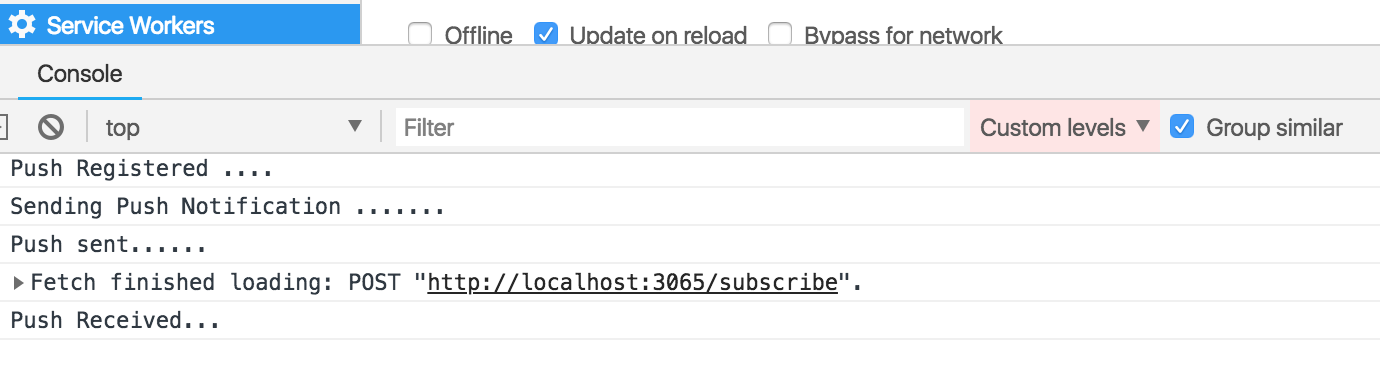 Service Workers
Offline Update on reload Bypass for network
Console
top Filter Custom levels Group similar
Push Registered ....
Sending Push Notification .......
Push sent......
Fetch finished loading: POST "http://localhost:3065/subscribe".
Push Received...